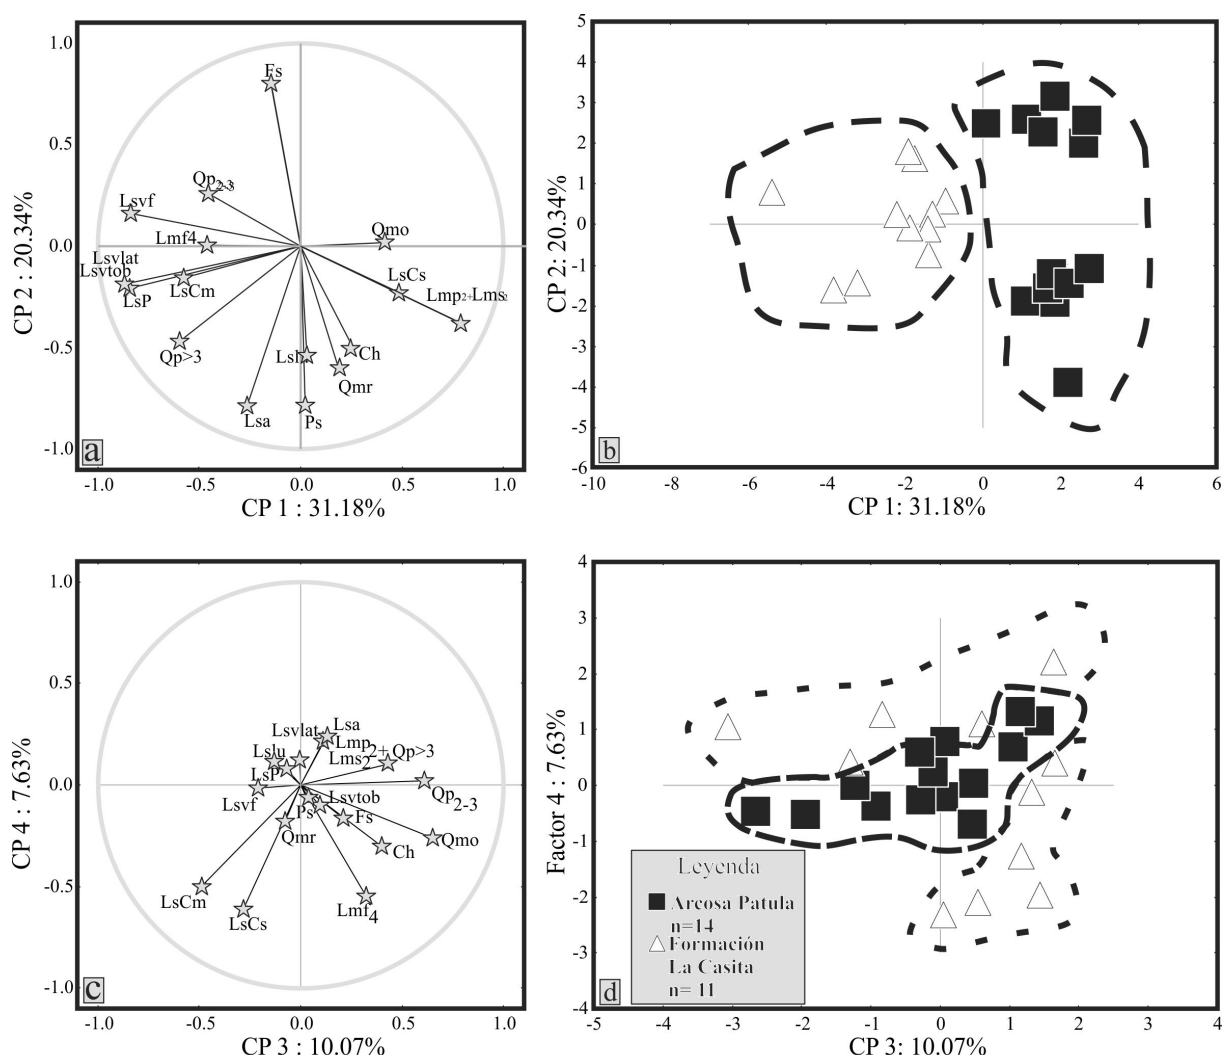 1.0
0.5
0.0
-0.5
-1.0
CP 2 : 20.34%
Fs
Qp2-3
Lsvf
Lmf4
Qmo
Lsvlat
Lsvtob
LsP
LsCm
LsCs
Lmp2+Lms2
Qp>3
Ch
Qmr
Lsa
Ps
a
-1.0 -0.5 0.0 0.5 1.0
CP 1 : 31.18%
5
4
3
2
1
0
-1
-2
-3
-4
-5
-6
CP 2: 20.34%
b
-10 -8 -6 -4 -2 0 2 4 6
CP 1: 31.18%
1.0
0.5
0.0
-0.5
-1.0
CP 4 : 7.63%
Lsvlat
Lsa
Lslu
Lmp2+
Lms2
Qp>3
LsP
Lsvf
Ps
Lsvtob
Fs
Qp2-3
Qmr
Ch
Qmo
LsCm
LsCs
Lmf4
c
-1.0 -0.5 0.0 0.5 1.0
CP 3 : 10.07%
4
3
2
1
0
-1
-2
-3
-4
Factor 4 : 7.63%
Leyenda
Arcosa Patula
n=14
Formación
La Casita
n= 11
d
-5 -4 -3 -2 -1 0 1 2 3 4
CP 3: 10.07%